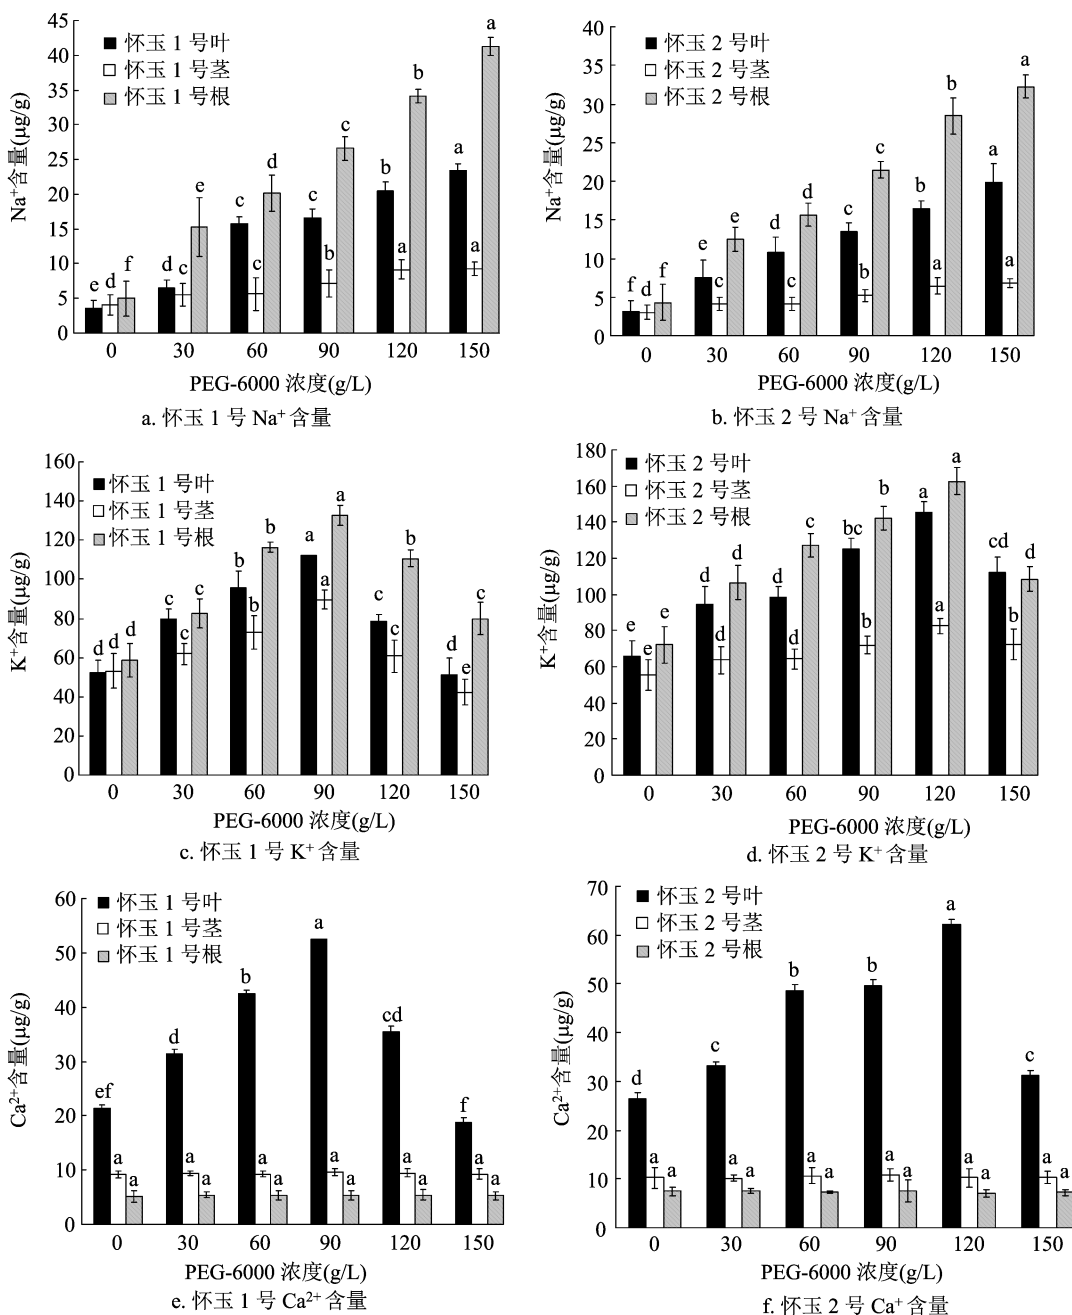 Na⁺含量(μg/g)
45
40
35
30
25
20
15
10
5
0
怀玉 1 号叶
怀玉 1 号茎
怀玉 1 号根
e d f
d c e
c c d
c b c
b a b
a a a
0 30 60 90 120 150
PEG-6000 浓度(g/L)
a. 怀玉 1 号 Na⁺ 含量
Na⁺含量(μg/g)
40
35
30
25
20
15
10
5
0
怀玉 2 号叶
怀玉 2 号茎
怀玉 2 号根
f d f
e c e
d c d
c b c
b a b
a a a
0 30 60 90 120 150
PEG-6000 浓度(g/L)
b. 怀玉 2 号 Na⁺ 含量
K⁺含量(μg/g)
160
140
120
100
80
60
40
20
0
怀玉 1 号叶
怀玉 1 号茎
怀玉 1 号根
d d d
c c c
b b b
a a a
c c b
d e c
0 30 60 90 120 150
PEG-6000 浓度(g/L)
c. 怀玉 1 号 K⁺ 含量
K⁺含量(μg/g)
180
160
140
120
100
80
60
40
20
0
怀玉 2 号叶
怀玉 2 号茎
怀玉 2 号根
e e e
d d d
d d c
bc b b
a a a
cd b d
0 30 60 90 120 150
PEG-6000 浓度(g/L)
d. 怀玉 2 号 K⁺ 含量
Ca²⁺含量(μg/g)
60
50
40
30
20
10
0
怀玉 1 号叶
怀玉 1 号茎
怀玉 1 号根
ef a a
d a a
b a a
a a a
cd a a
f a a
0 30 60 90 120 150
PEG-6000 浓度(g/L)
e. 怀玉 1 号 Ca²⁺ 含量
Ca²⁺含量(μg/g)
70
60
50
40
30
20
10
0
怀玉 2 号叶
怀玉 2 号茎
怀玉 2 号根
d a a
c a a
b a a
b a a
a a a
c a a
0 30 60 90 120 150
PEG-6000 浓度(g/L)
f. 怀玉 2 号 Ca⁺ 含量